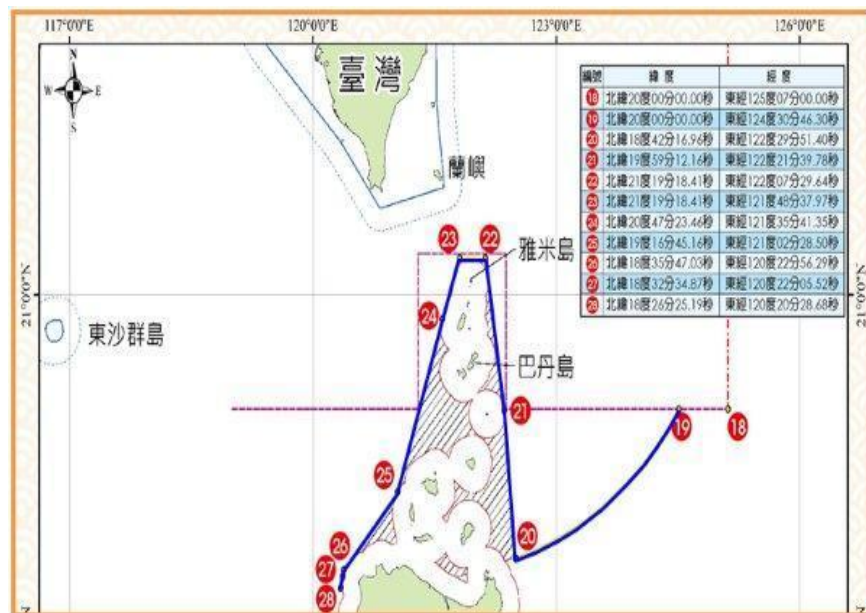 117°0'0"E
120°0'0"E
123°0'0"E
126°0'0"E
N
W
E
S
臺灣
蘭嶼
編號 緯度 經度
18 北緯20度00分00.00秒 東經125度07分00.00秒
19 北緯20度00分00.00秒 東經124度30分46.30秒
20 北緯18度42分16.96秒 東經122度29分51.40秒
21 北緯19度59分12.16秒 東經122度21分39.78秒
22 北緯21度19分18.41秒 東經122度07分29.64秒
23 北緯21度19分18.41秒 東經121度48分37.97秒
24 北緯20度47分23.46秒 東經121度35分41.35秒
25 北緯19度16分45.16秒 東經121度02分28.50秒
26 北緯18度35分47.03秒 東經120度22分56.29秒
27 北緯18度32分34.87秒 東經120度22分05.52秒
28 北緯18度26分25.19秒 東經120度20分28.68秒
23
22
雅米島
21°0'0"N
21°0'0"N
24
東沙群島
巴丹島
21
19
18
25
20
26
27
28